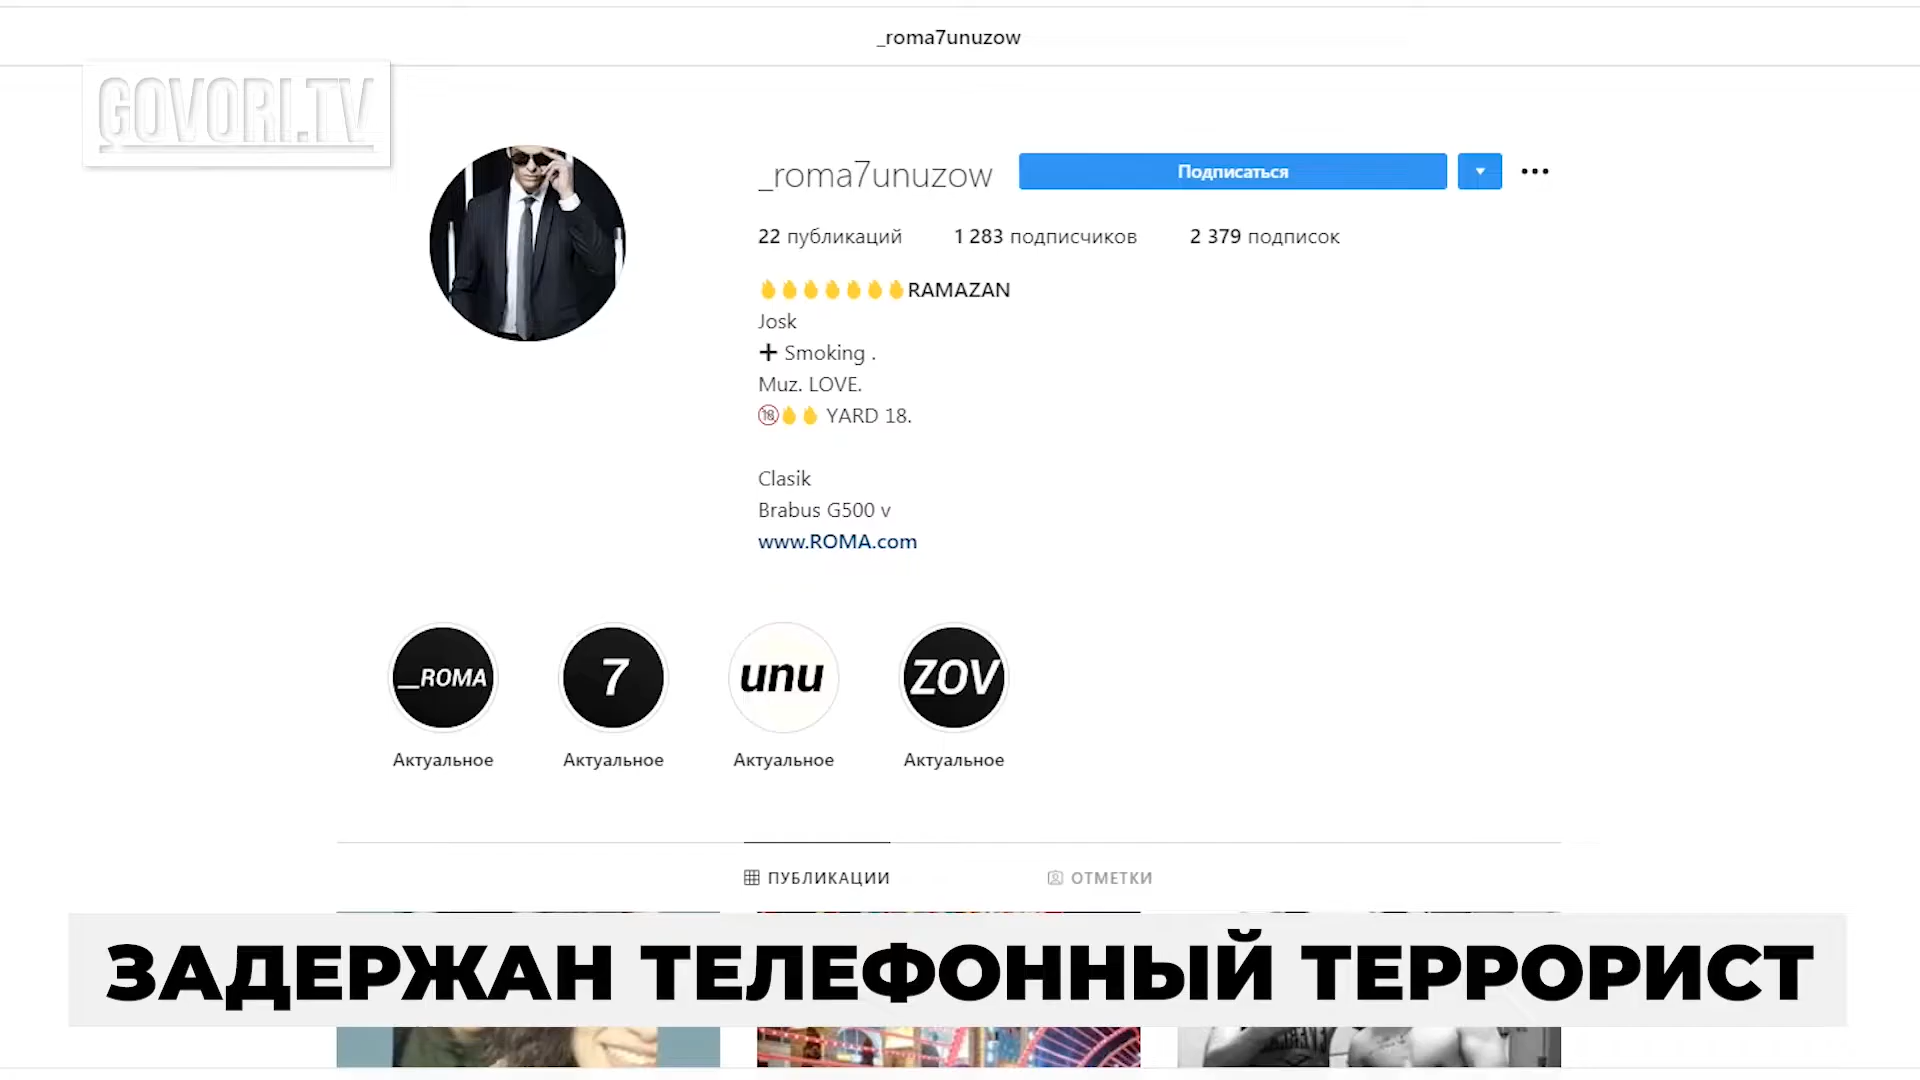 _roma7unuzow
GOVORI.TV
_roma7unuzow Подписаться
22 публикаций 1 283 подписчиков 2 379 подписок
RAMAZAN
Josk
➕ Smoking .
Muz. LOVE.
🔞 YARD 18.
Clasik
Brabus G500 v
www.ROMA.com
_ROMA 7 unu ZOV
Актуальное Актуальное Актуальное Актуальное
ПУБЛИКАЦИИ ОТМЕТКИ
ЗАДЕРЖАН ТЕЛЕФОННЫЙ ТЕРРОРИСТ